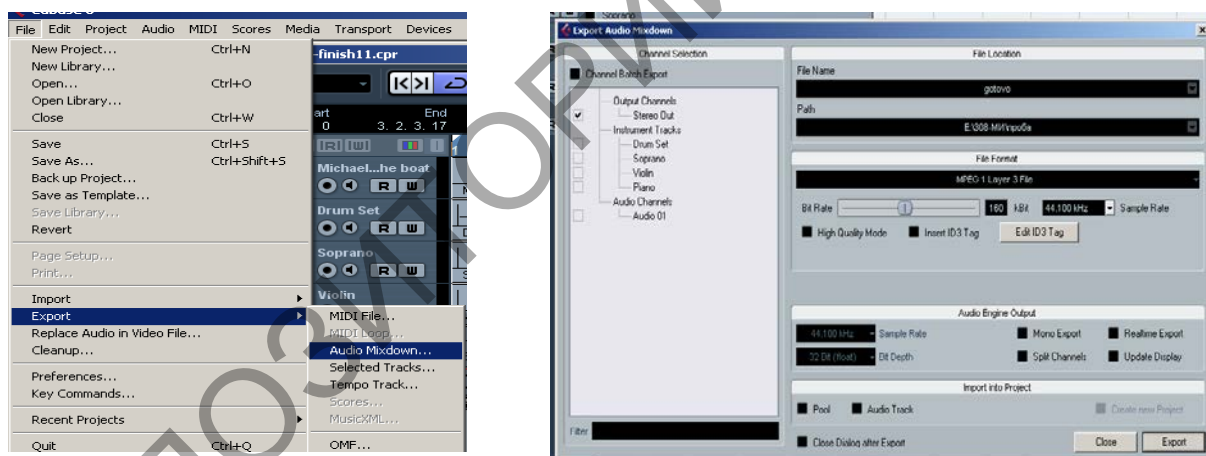 File Edit Project Audio MIDI Scores Media Transport Devices
New Project... Ctrl+N
New Library...
Open... Ctrl+O
Open Library...
Close Ctrl+W
Save Ctrl+S
Save As... Ctrl+Shift+S
Back up Project...
Save as Template...
Save Library...
Revert
Page Setup...
Print...
Import
Export
Replace Audio in Video File...
Cleanup...
Preferences...
Key Commands...
Recent Projects
Quit Ctrl+Q
-finish11.cpr
art End
0 3. 2. 3. 17
Michael...he boat
R W
Drum Set
R W
Soprano
R W
Violin
MIDI File...
MIDI Loop...
Audio Mixdown...
Selected Tracks...
Tempo Track...
Scores...
MusicXML...
OMF...
Soprano
Export Audio Mixdown
Channel Selection
Channel Batch Export
Output Channels
Stereo Out
Instrument Tracks
Drum Set
Soprano
Violin
Piano
Audio Channels
Audio 01
Filter
File Location
File Name
gotovo
Path
E:\308-МИ\проба
File Format
MPEG 1 Layer 3 File
Bit Rate 160 kBit 44.100 kHz Sample Rate
High Quality Mode Insert ID3 Tag Edit ID3 Tag
Audio Engine Output
44.100 kHz Sample Rate Mono Export Realtime Export
32 Bit (float) Bit Depth Split Channels Update Display
Import into Project
Pool Audio Track Create new Project
Close Dialog after Export Close Export